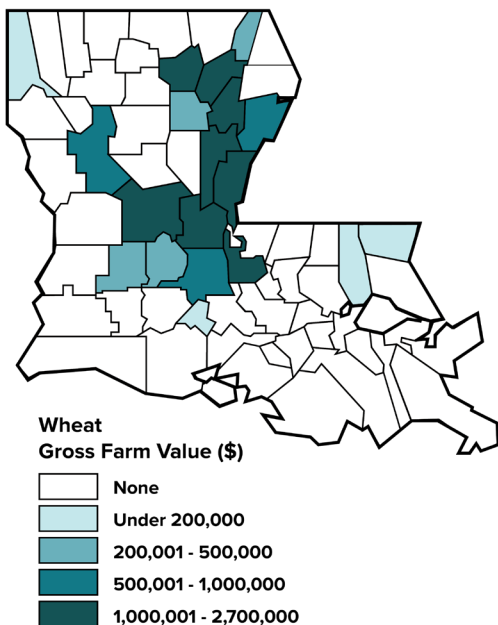 Wheat
Gross Farm Value ($)
None
Under 200,000
200,001 - 500,000
500,001 - 1,000,000
1,000,001 - 2,700,000